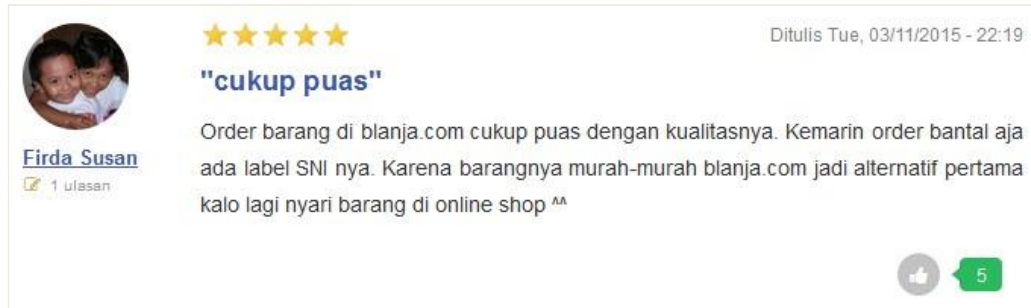 Ditulis Tue, 03/11/2015 - 22:19
"cukup puas"
Order barang di blanja.com cukup puas dengan kualitasnya. Kemarin order bantal aja
ada label SNI nya. Karena barangnya murah-murah blanja.com jadi alternatif pertama
kalo lagi nyari barang di online shop ^^
Firda Susan
1 ulasan
5